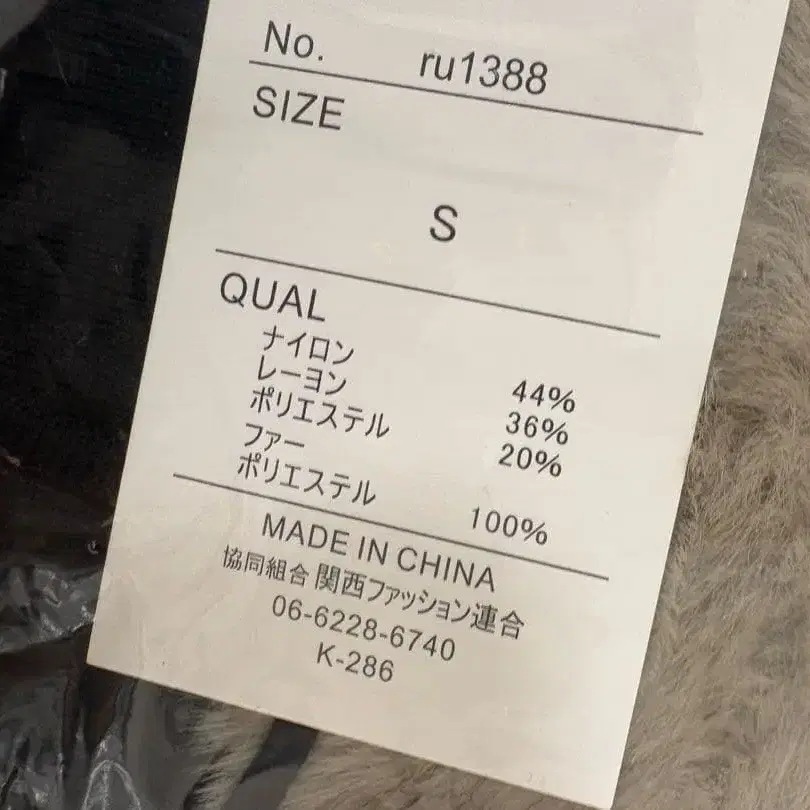 No. ru1388
SIZE
S
QUAL
ナイロン 44%
レーヨン 36%
ポリエステル 20%
ファー
ポリエステル 100%
MADE IN CHINA
協同組合 関西ファッション連合
06-6228-6740
K-286